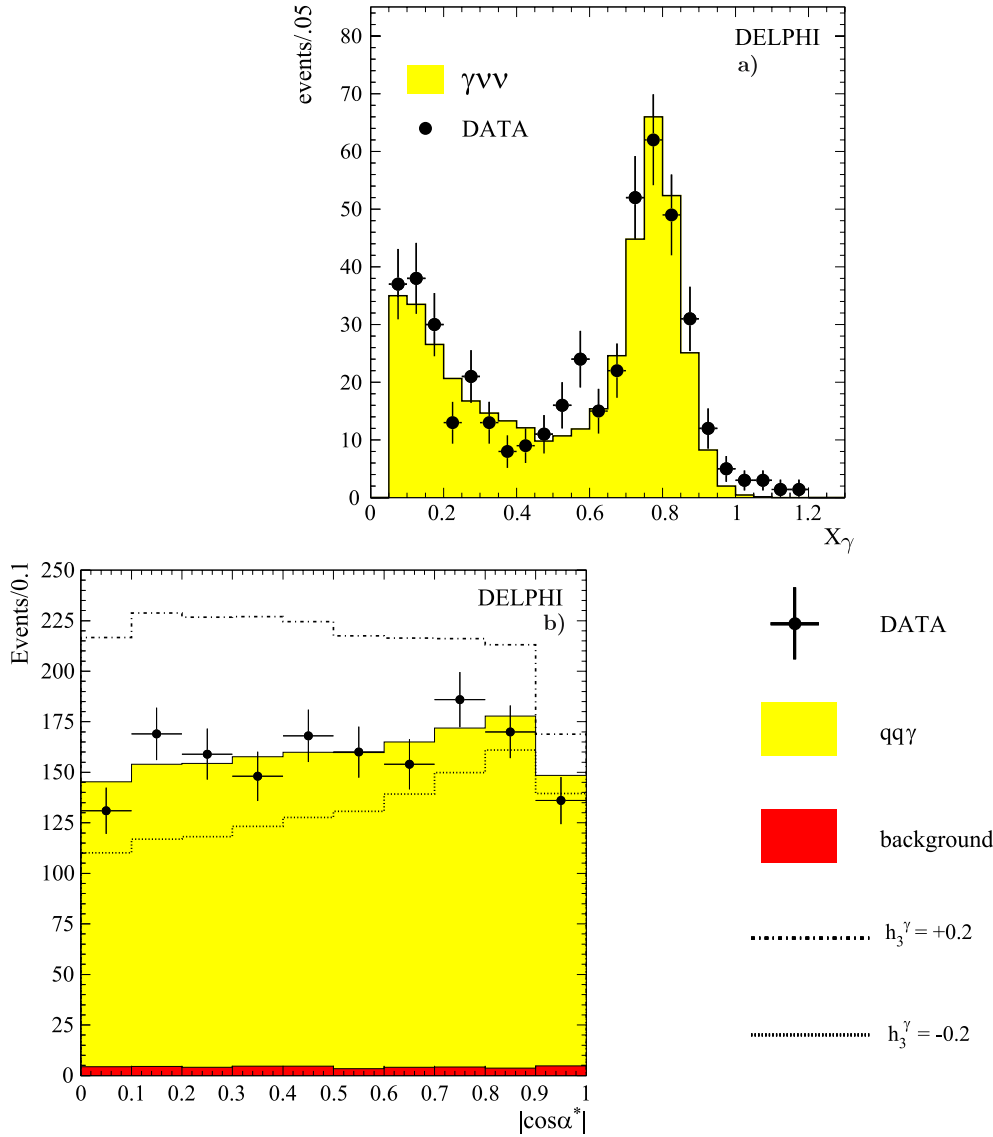 events/.05
80
70
60
50
40
30
20
10
0
DELPHI
a)
γνν
DATA
0 0.2 0.4 0.6 0.8 1 1.2
Xγ
Events/0.1
250
225
200
175
150
125
100
75
50
25
0
DELPHI
b)
0 0.1 0.2 0.3 0.4 0.5 0.6 0.7 0.8 0.9 1
|cosα*|
DATA
qqγ
background
h₃^γ = +0.2
h₃^γ = -0.2